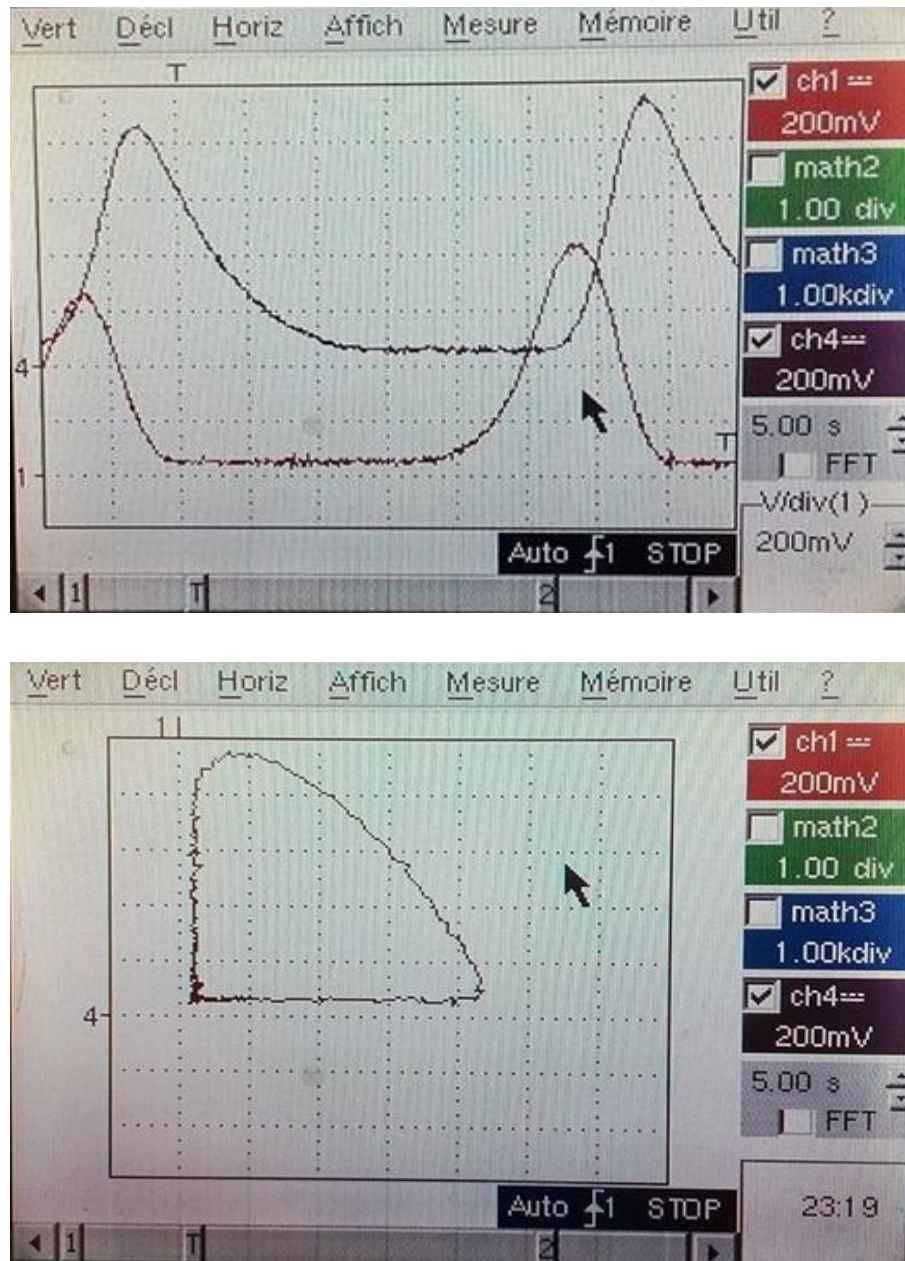 Vert Décl Horiz Affich Mesure Mémoire Util ?
T
ch1
200mV
math2
1.00 div
math3
1.00kdiv
4
ch4
200mV
5.00 s
T
FFT
1
V/div(1)
200mV
Auto 1 STOP
1 T 2
Vert Décl Horiz Affich Mesure Mémoire Util ?
1
ch1
200mV
math2
1.00 div
math3
1.00kdiv
4
ch4
200mV
5.00 s
FFT
Auto 1 STOP
23:19
1 T 2